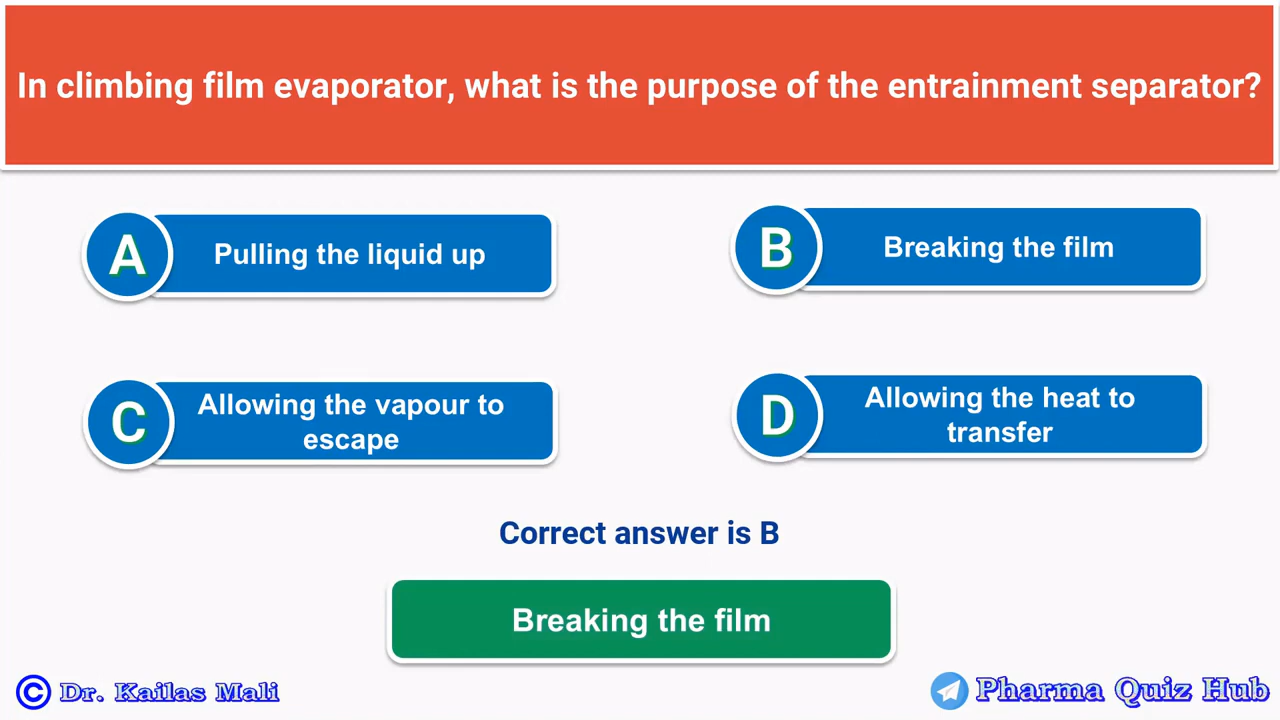 In climbing film evaporator, what is the purpose of the entrainment separator?
A
Pulling the liquid up
B
Breaking the film
C
Allowing the vapour to
escape
D
Allowing the heat to
transfer
Correct answer is B
Breaking the film
© Dr. Kailas Mali
Pharma Quiz Hub